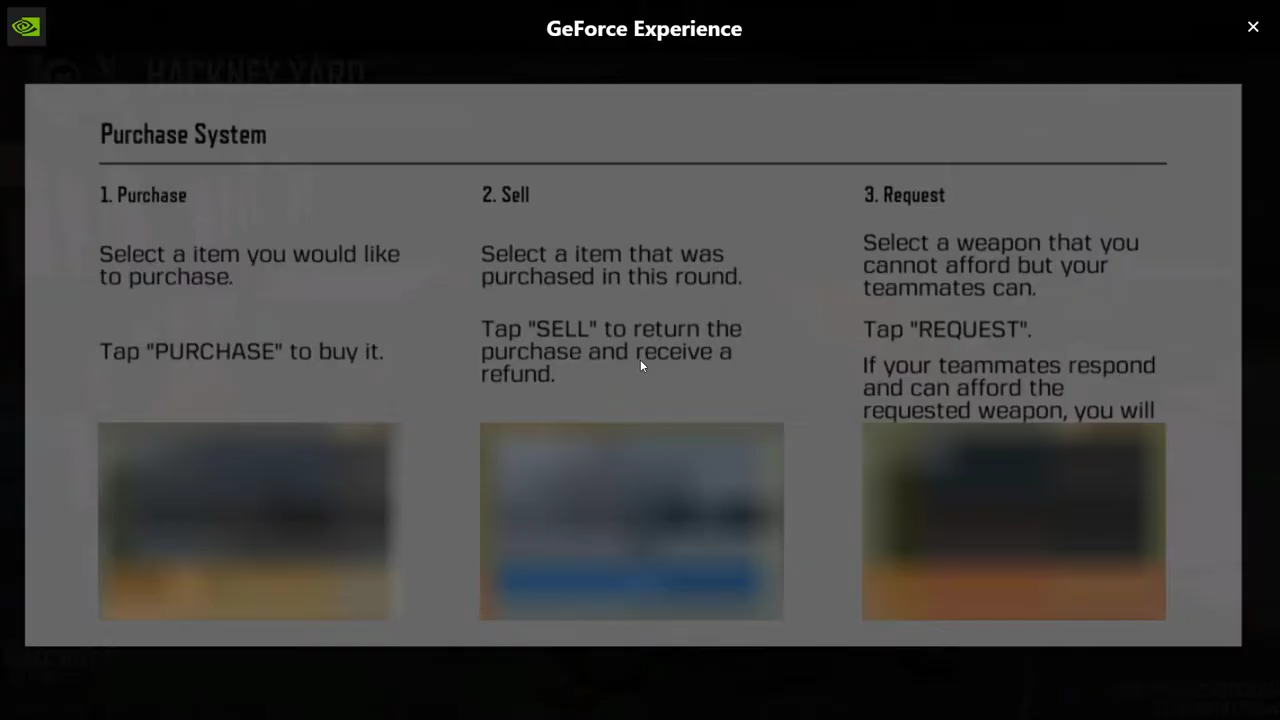 GeForce Experience
HACKNEY YARD
Purchase System
1. Purchase
Select a item you would like
to purchase.
Tap "PURCHASE" to buy it.
2. Sell
Select a item that was
purchased in this round.
Tap "SELL" to return the
purchase and receive a
refund.
3. Request
Select a weapon that you
cannot afford but your
teammates can.
Tap "REQUEST".
If your teammates respond
and can afford the
requested weapon, you will